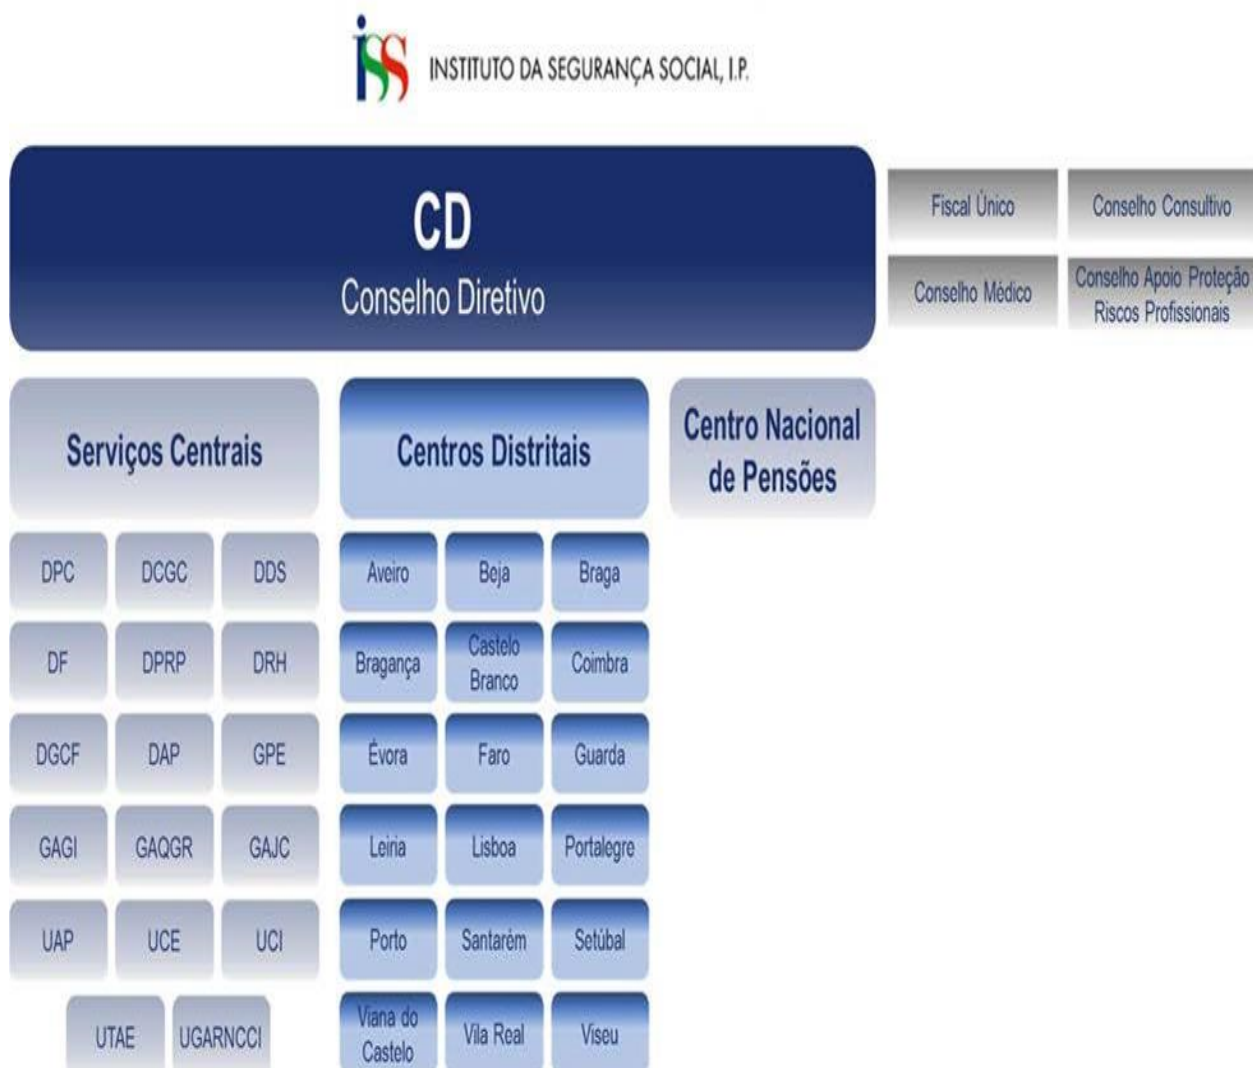 iss INSTITUTO DA SEGURANÇA SOCIAL, I.P.
CD
Conselho Diretivo
Fiscal Único
Conselho Consultivo
Conselho Médico
Conselho Apoio Proteção
Riscos Profissionais
Serviços Centrais
Centros Distritais
Centro Nacional
de Pensões
DPC DCGC DDS
DF DPRP DRH
DGCF DAP GPE
GAGI GAQGR GAJC
UAP UCE UCI
UTAE UGARNCCI
Aveiro Beja Braga
Bragança
Castelo
Branco
Coimbra
Évora Faro Guarda
Leiria Lisboa Portalegre
Porto Santarém Setúbal
Viana do
Castelo
Vila Real Viseu